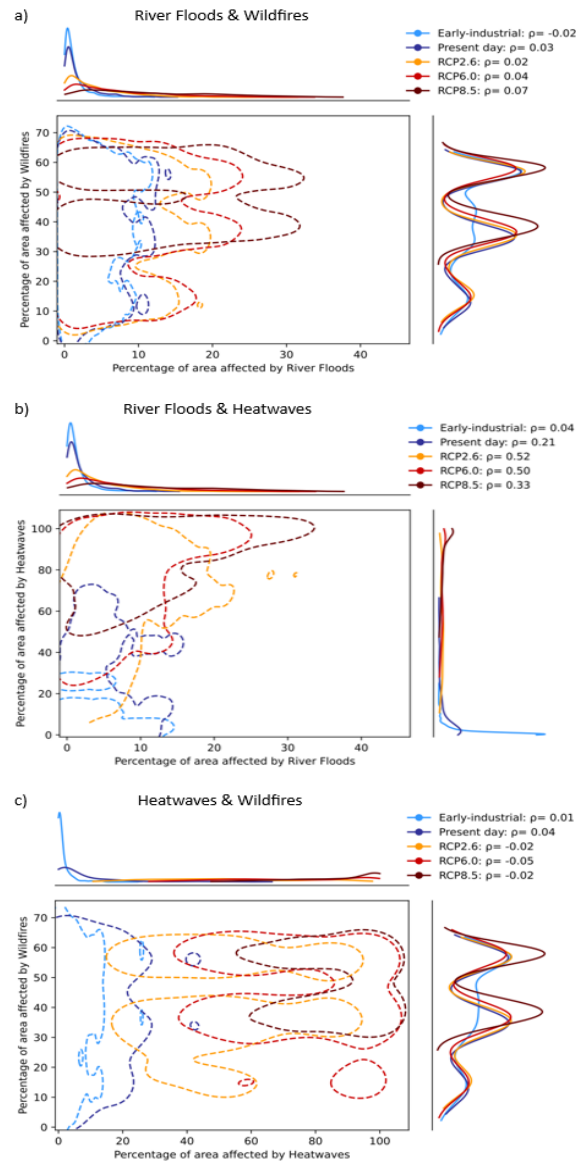 a)
River Floods & Wildfires
Early-industrial: ρ= -0.02
Present day: ρ= 0.03
RCP2.6: ρ= 0.02
RCP6.0: ρ= 0.04
RCP8.5: ρ= 0.07
Percentage of area affected by Wildfires
70
60
50
40
30
20
10
0
0 10 20 30 40
Percentage of area affected by River Floods
b)
River Floods & Heatwaves
Early-industrial: ρ= 0.04
Present day: ρ= 0.21
RCP2.6: ρ= 0.52
RCP6.0: ρ= 0.50
RCP8.5: ρ= 0.33
Percentage of area affected by Heatwaves
100
80
60
40
20
0
0 10 20 30 40
Percentage of area affected by River Floods
c)
Heatwaves & Wildfires
Early-industrial: ρ= 0.01
Present day: ρ= 0.04
RCP2.6: ρ= -0.02
RCP6.0: ρ= -0.05
RCP8.5: ρ= -0.02
Percentage of area affected by Wildfires
70
60
50
40
30
20
10
0
0 20 40 60 80 100
Percentage of area affected by Heatwaves